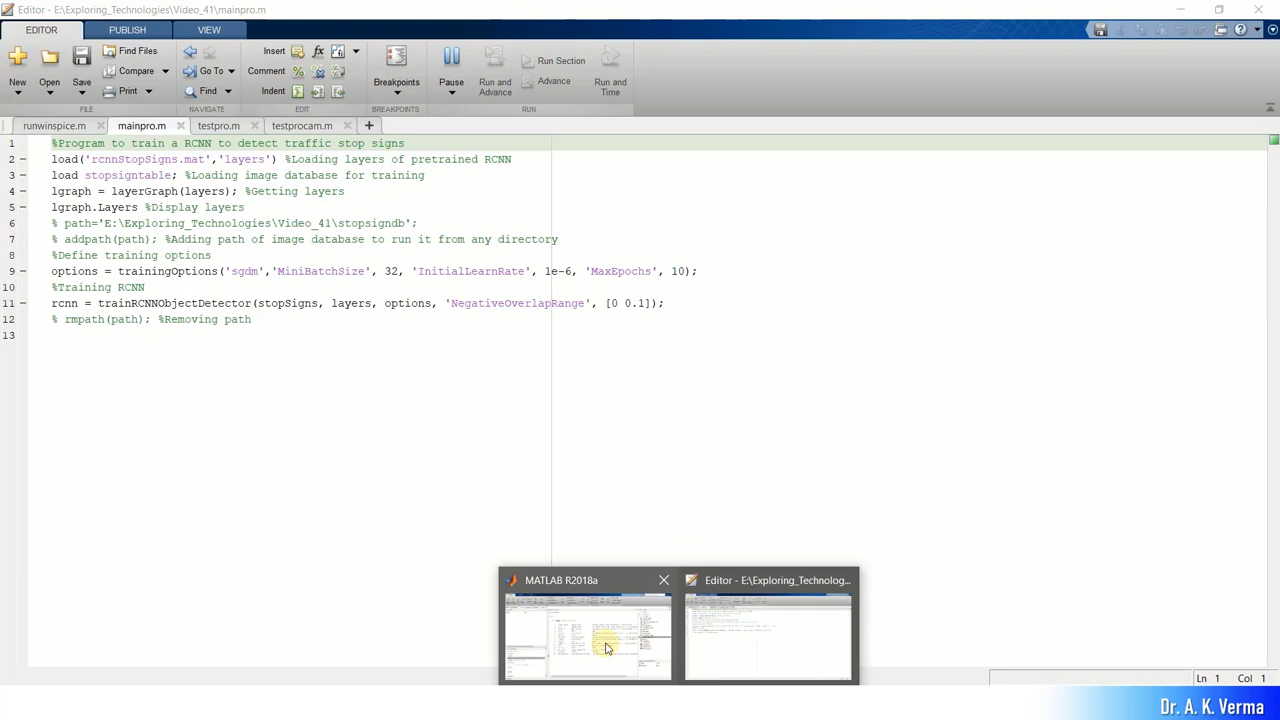 Editor - E:\Exploring_Technologies\Video_41\mainpro.m
EDITOR
PUBLISH
VIEW
New
Open
Save
Find Files
Compare
Print
FILE
Go To
Find
NAVIGATE
Insert
Comment
Indent
EDIT
Breakpoints
BREAKPOINTS
Pause
Run and
Advance
Run Section
Advance
Run and
Time
RUN
runwinspice.m
mainpro.m
testpro.m
testprocam.m
1 %Program to train a RCNN to detect traffic stop signs
2 load('rcnnStopSigns.mat','layers') %Loading layers of pretrained RCNN
3 load stopsigntable; %Loading image database for training
4 lgraph = layerGraph(layers); %Getting layers
5 lgraph.Layers %Display layers
6 % path='E:\Exploring_Technologies\Video_41\stopsigndb';
7 % addpath(path); %Adding path of image database to run it from any directory
8 %Define training options
9 options = trainingOptions('sgdm','MiniBatchSize', 32, 'InitialLearnRate', 1e-6, 'MaxEpochs', 10);
10 %Training RCNN
11 rcnn = trainRCNNObjectDetector(stopSigns, layers, options, 'NegativeOverlapRange', [0 0.1]);
12 % rmpath(path); %Removing path
13
MATLAB R2018a
Editor - E:\Exploring_Technolog...
Ln 1 Col 1
Dr. A. K. Verma